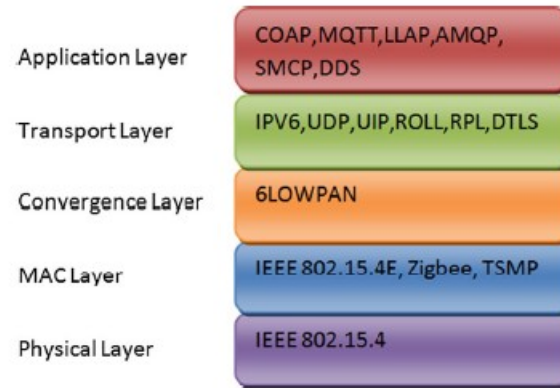 Application Layer
COAP,MQTT,LLAP,AMQP,
SMCP,DDS
Transport Layer
IPV6,UDP,UIP,ROLL,RPL,DTLS
Convergence Layer
6LOWPAN
MAC Layer
IEEE 802.15.4E, Zigbee, TSMP
Physical Layer
IEEE 802.15.4